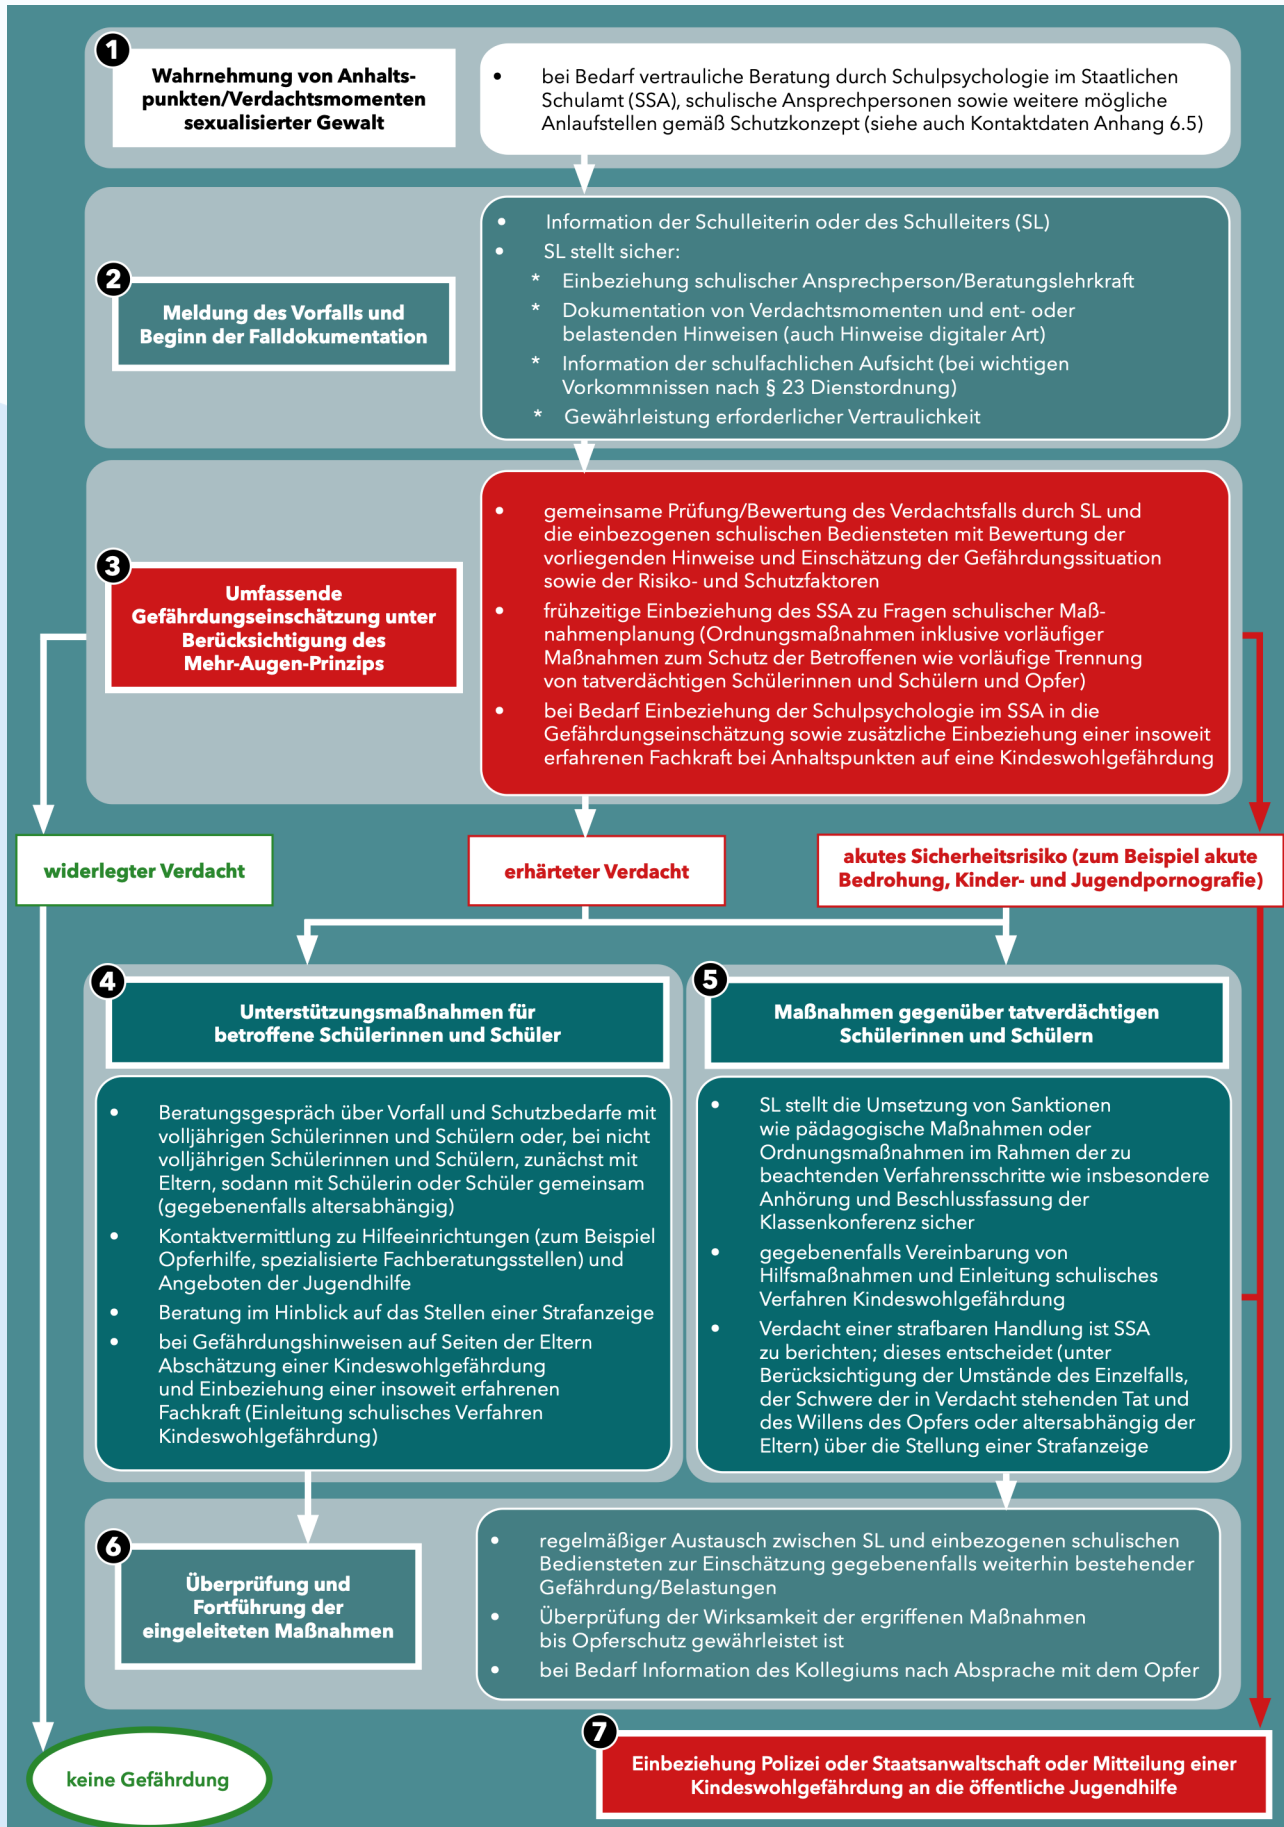 1
Wahrnehmung von Anhalts-
punkten/Verdachtsmomenten
sexualisierter Gewalt
• bei Bedarf vertrauliche Beratung durch Schulpsychologie im Staatlichen
Schulamt (SSA), schulische Ansprechpersonen sowie weitere mögliche
Anlaufstellen gemäß Schutzkonzept (siehe auch Kontaktdaten Anhang 6.5)
2
Meldung des Vorfalls und
Beginn der Falldokumentation
• Information der Schulleiterin oder des Schulleiters (SL)
• SL stellt sicher:
* Einbeziehung schulischer Ansprechperson/Beratungslehrkraft
* Dokumentation von Verdachtsmomenten und ent- oder
belastenden Hinweisen (auch Hinweise digitaler Art)
* Information der schulfachlichen Aufsicht (bei wichtigen
Vorkommnissen nach § 23 Dienstordnung)
* Gewährleistung erforderlicher Vertraulichkeit
3
Umfassende
Gefährdungseinschätzung unter
Berücksichtigung des
Mehr-Augen-Prinzips
• gemeinsame Prüfung/Bewertung des Verdachtsfalls durch SL und
die einbezogenen schulischen Bediensteten mit Bewertung der
vorliegenden Hinweise und Einschätzung der Gefährdungssituation
sowie der Risiko- und Schutzfaktoren
• frühzeitige Einbeziehung des SSA zu Fragen schulischer Maß-
nahmenplanung (Ordnungsmaßnahmen inklusive vorläufiger
Maßnahmen zum Schutz der Betroffenen wie vorläufige Trennung
von tatverdächtigen Schülerinnen und Schülern und Opfer)
• bei Bedarf Einbeziehung der Schulpsychologie im SSA in die
Gefährdungseinschätzung sowie zusätzliche Einbeziehung einer insoweit
erfahrenen Fachkraft bei Anhaltspunkten auf eine Kindeswohlgefährdung
widerlegter Verdacht
erhärteter Verdacht
akutes Sicherheitsrisiko (zum Beispiel akute
Bedrohung, Kinder- und Jugendpornografie)
4
Unterstützungsmaßnahmen für
betroffene Schülerinnen und Schüler
• Beratungsgespräch über Vorfall und Schutzbedarfe mit
volljährigen Schülerinnen und Schülern oder, bei nicht
volljährigen Schülerinnen und Schülern, zunächst mit
Eltern, sodann mit Schülerin oder Schüler gemeinsam
(gegebenenfalls altersabhängig)
• Kontaktvermittlung zu Hilfeeinrichtungen (zum Beispiel
Opferhilfe, spezialisierte Fachberatungsstellen) und
Angeboten der Jugendhilfe
• Beratung im Hinblick auf das Stellen einer Strafanzeige
• bei Gefährdungshinweisen auf Seiten der Eltern
Abschätzung einer Kindeswohlgefährdung
und Einbeziehung einer insoweit erfahrenen
Fachkraft (Einleitung schulisches Verfahren
Kindeswohlgefährdung)
5
Maßnahmen gegenüber tatverdächtigen
Schülerinnen und Schülern
• SL stellt die Umsetzung von Sanktionen
wie pädagogische Maßnahmen oder
Ordnungsmaßnahmen im Rahmen der zu
beachtenden Verfahrensschritte wie insbesondere
Anhörung und Beschlussfassung der
Klassenkonferenz sicher
• gegebenenfalls Vereinbarung von
Hilfsmaßnahmen und Einleitung schulisches
Verfahren Kindeswohlgefährdung
• Verdacht einer strafbaren Handlung ist SSA
zu berichten; dieses entscheidet (unter
Berücksichtigung der Umstände des Einzelfalls,
der Schwere der in Verdacht stehenden Tat und
des Willens des Opfers oder altersabhängig der
Eltern) über die Stellung einer Strafanzeige
6
Überprüfung und
Fortführung der
eingeleiteten Maßnahmen
• regelmäßiger Austausch zwischen SL und einbezogenen schulischen
Bediensteten zur Einschätzung gegebenenfalls weiterhin bestehender
Gefährdung/Belastungen
• Überprüfung der Wirksamkeit der ergriffenen Maßnahmen
bis Opferschutz gewährleistet ist
• bei Bedarf Information des Kollegiums nach Absprache mit dem Opfer
keine Gefährdung
7
Einbeziehung Polizei oder Staatsanwaltschaft oder Mitteilung einer
Kindeswohlgefährdung an die öffentliche Jugendhilfe